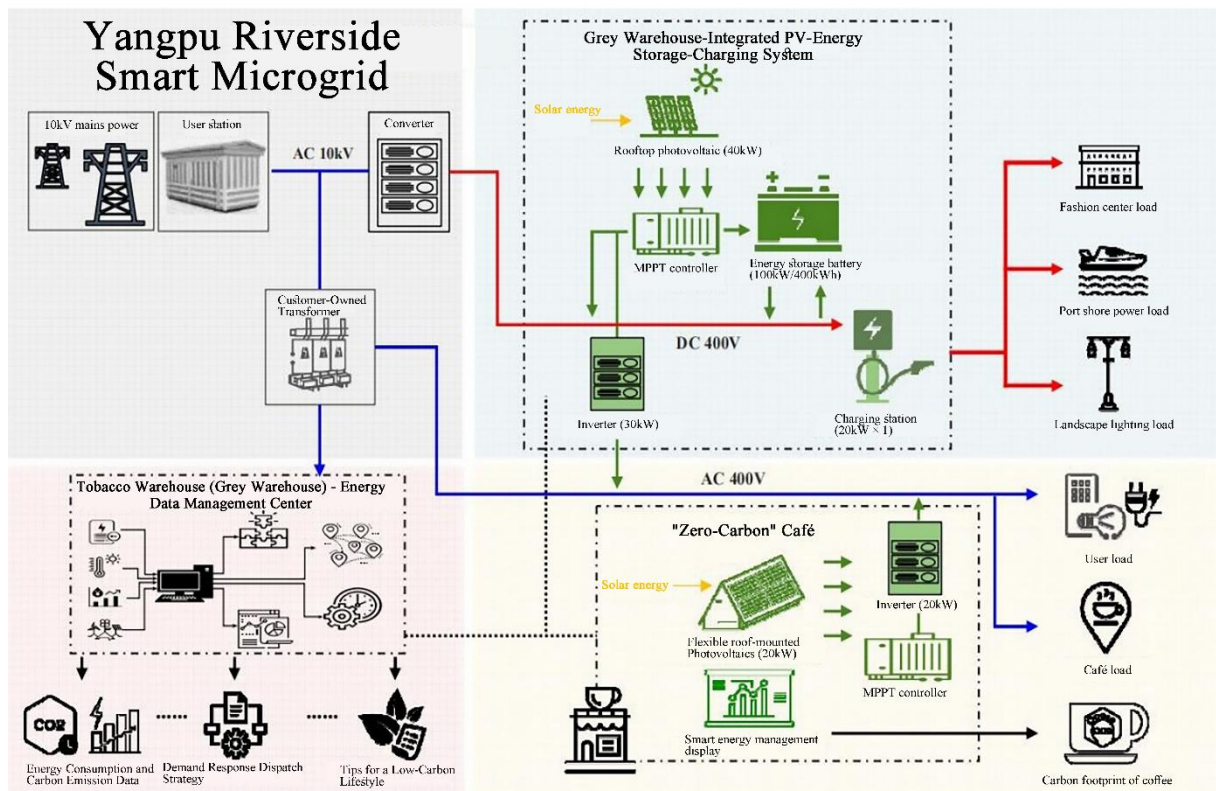 Yangpu Riverside
Smart Microgrid
10kV mains power
User station
Converter
AC 10kV
Customer-Owned
Transformer
Grey Warehouse-Integrated PV-Energy
Storage-Charging System
Solar energy
Rooftop photovoltaic (40kW)
MPPT controller
Energy storage battery
(100kW/400kWh)
DC 400V
Inverter (30kW)
Charging station
(20kW × 1)
Fashion center load
Port shore power load
Landscape lighting load
Tobacco Warehouse (Grey Warehouse) - Energy
Data Management Center
Energy Consumption and
Carbon Emission Data
Demand Response Dispatch
Strategy
Tips for a Low-Carbon
Lifestyle
AC 400V
"Zero-Carbon" Café
Solar energy
Flexible roof-mounted
Photovoltaics (20kW)
Inverter (20kW)
MPPT controller
Smart energy management
display
User load
Café load
Carbon footprint of coffee